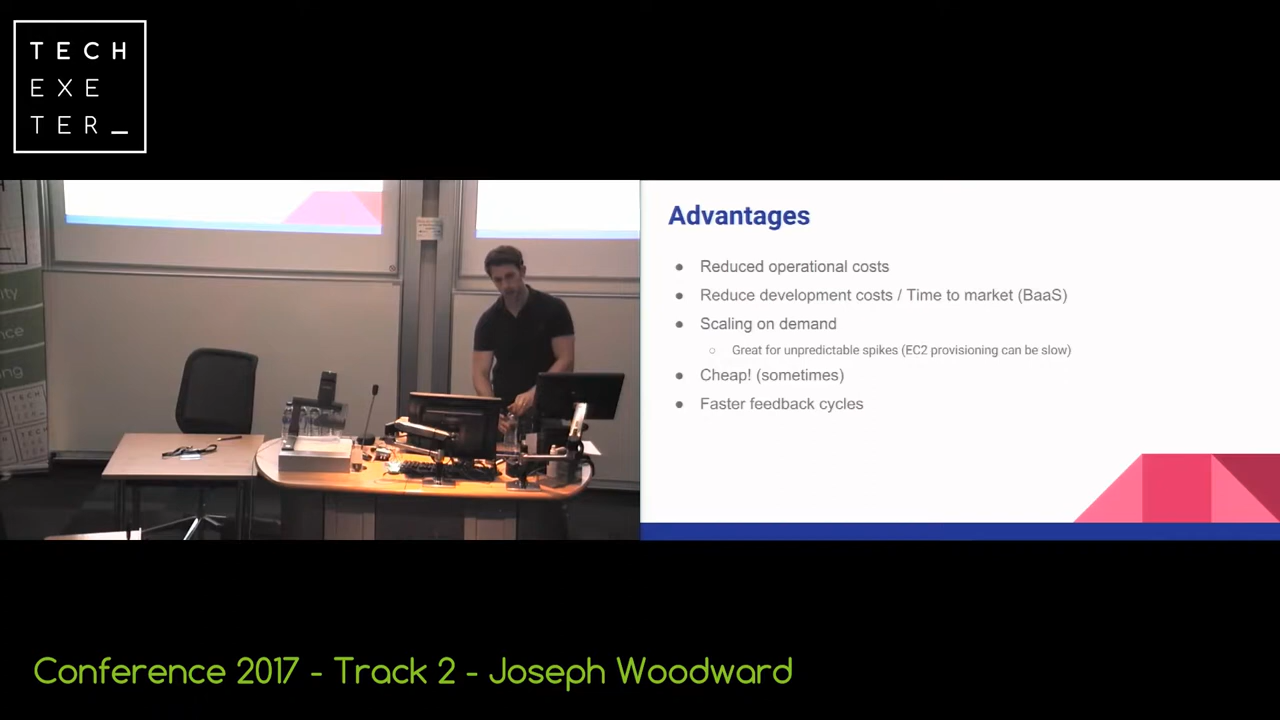 TECH
EXE
TER_
Advantages
● Reduced operational costs
● Reduce development costs / Time to market (BaaS)
● Scaling on demand
○ Great for unpredictable spikes (EC2 provisioning can be slow)
● Cheap! (sometimes)
● Faster feedback cycles
Conference 2017 - Track 2 - Joseph Woodward